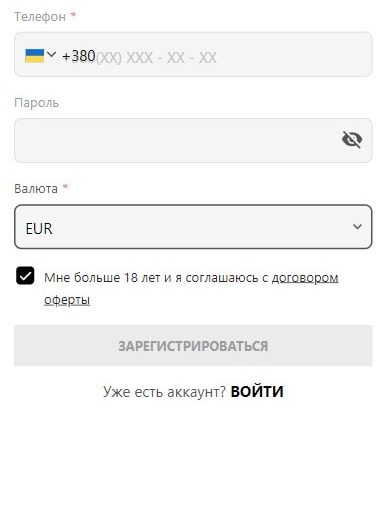 Телефон *
+380(XX) XXX - XX - XX
Пароль
Валюта *
EUR
Мне больше 18 лет и я соглашаюсь с договором
оферты
ЗАРЕГИСТРИРОВАТЬСЯ
Уже есть аккаунт? ВОЙТИ